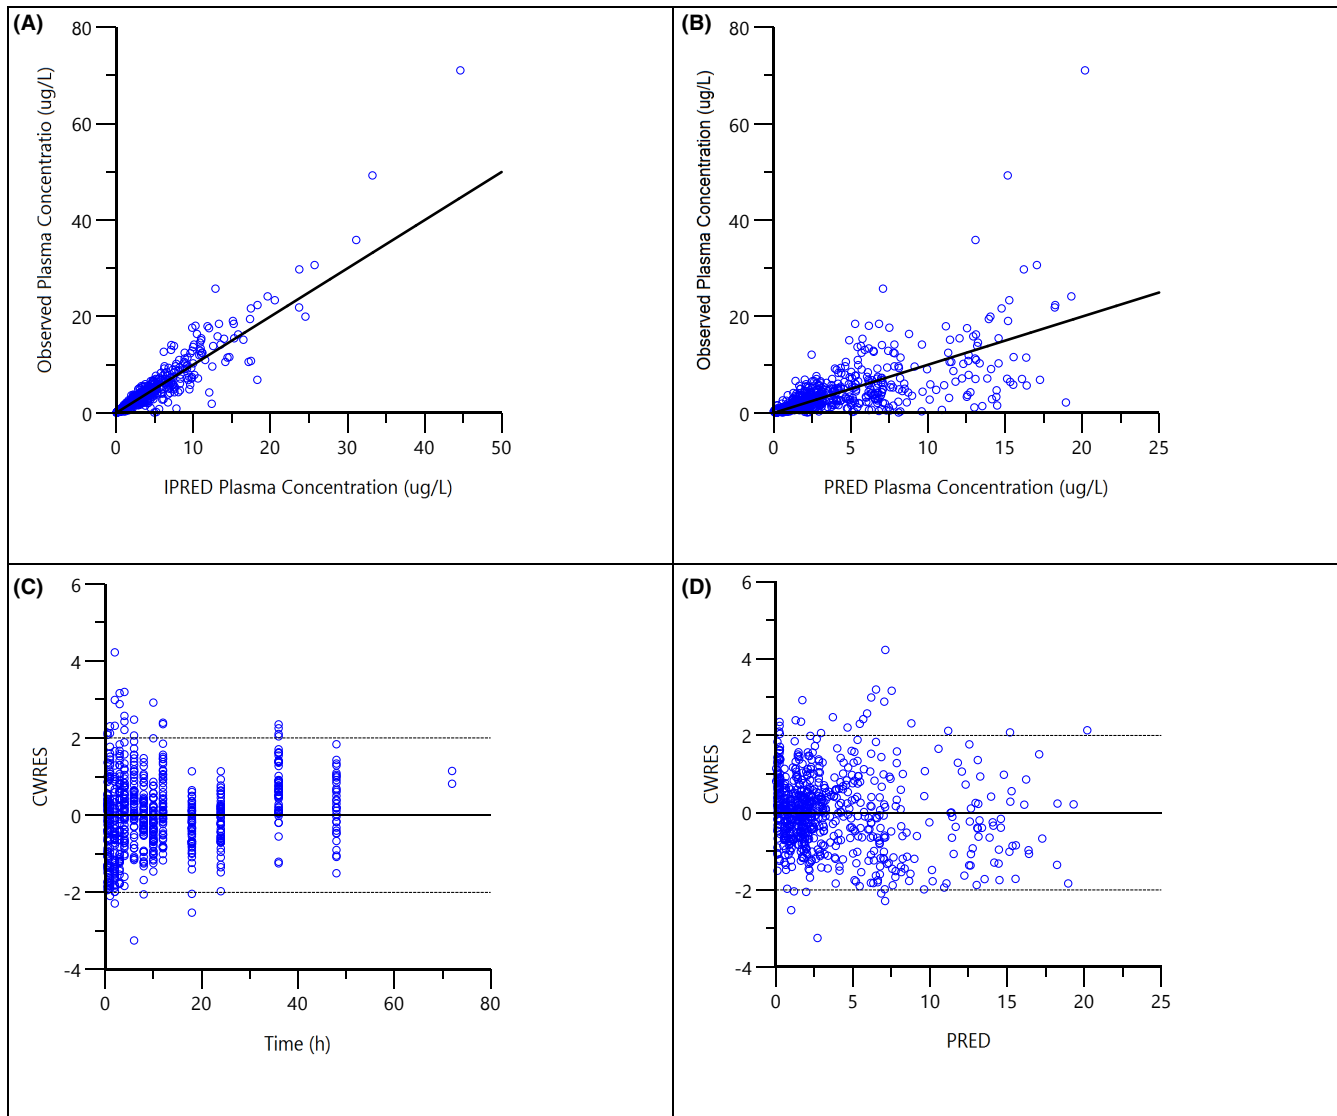 (A)
80
60
40
20
0
Observed Plasma Concentratio (ug/L)
0 10 20 30 40 50
IPRED Plasma Concentration (ug/L)
(B)
80
60
40
20
0
Observed Plasma Concentration (ug/L)
0 5 10 15 20 25
PRED Plasma Concentration (ug/L)
(C)
6
4
2
0
-2
-4
CWRES
0 20 40 60 80
Time (h)
(D)
6
4
2
0
-2
-4
CWRES
0 5 10 15 20 25
PRED